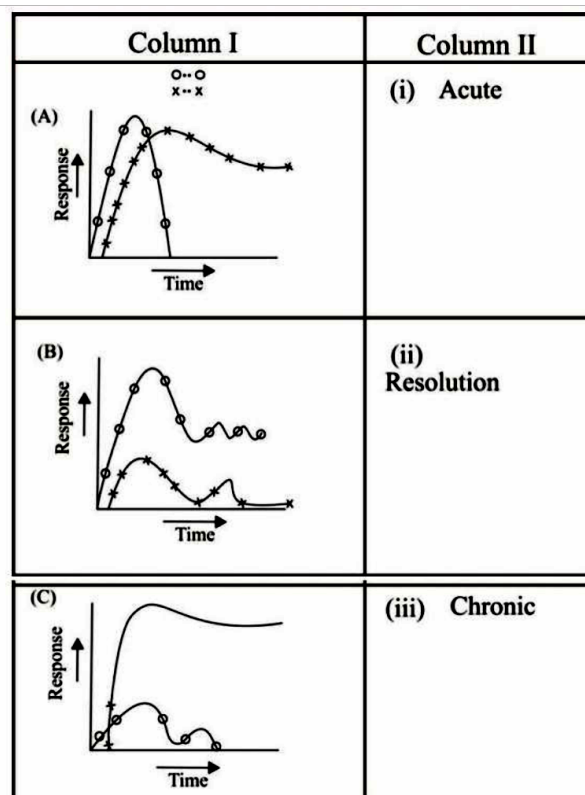 Column I
Column II
O·· O
x ·· x
(A)
Response
Time
(i) Acute
(B)
Response
Time
(ii)
Resolution
(C)
Response
Time
(iii) Chronic